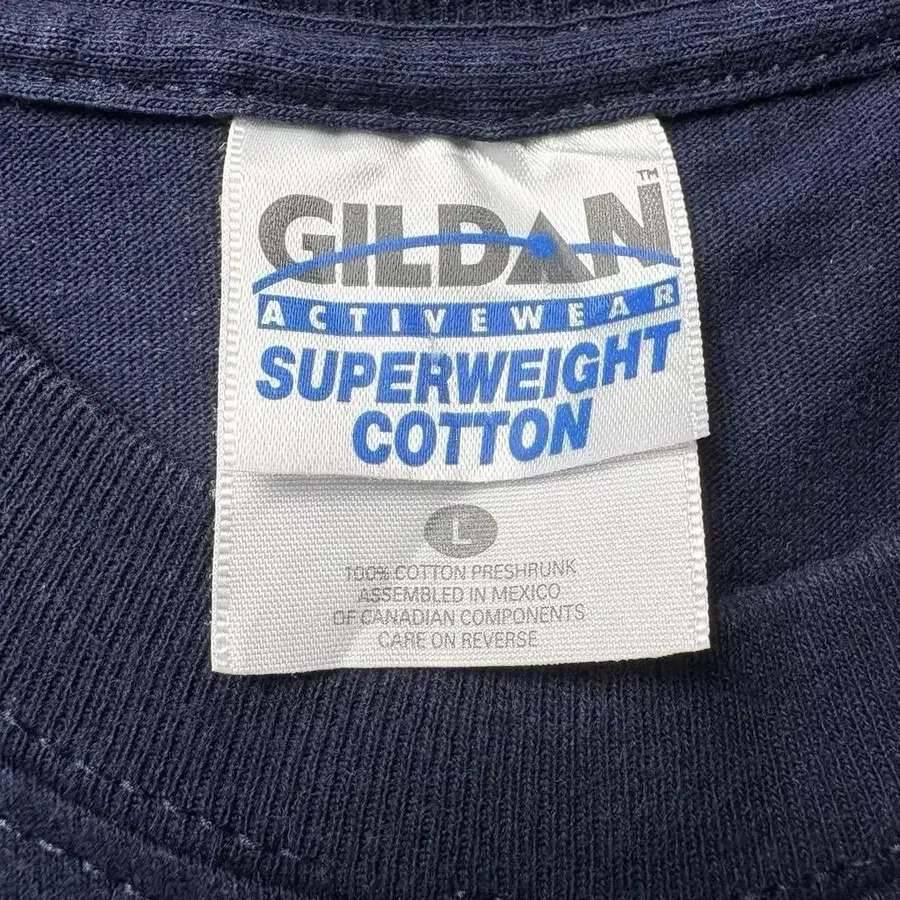 GILDAN™
ACTIVEWEAR
SUPERWEIGHT
COTTON
L
100% COTTON PRESHRUNK
ASSEMBLED IN MEXICO
OF CANADIAN COMPONENTS
CARE ON REVERSE